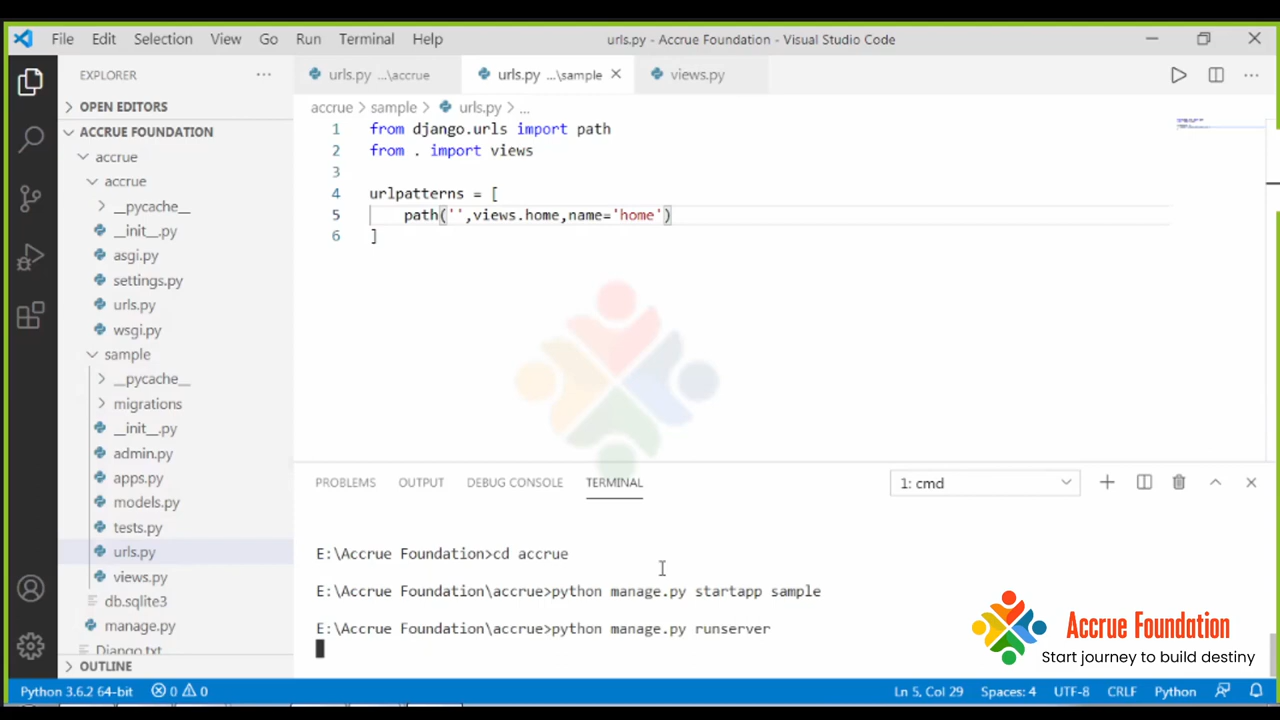 File Edit Selection View Go Run Terminal Help
urls.py - Accrue Foundation - Visual Studio Code
EXPLORER
OPEN EDITORS
ACCRUE FOUNDATION
accrue
accrue
__pycache__
__init__.py
asgi.py
settings.py
urls.py
wsgi.py
sample
__pycache__
migrations
__init__.py
admin.py
apps.py
models.py
tests.py
urls.py
views.py
db.sqlite3
manage.py
Django.txt
OUTLINE
urls.py ...\accrue
urls.py ...\sample
views.py
accrue > sample > urls.py > ...
1 from django.urls import path
2 from . import views
3
4 urlpatterns = [
5 path('',views.home,name='home')
6 ]
PROBLEMS OUTPUT DEBUG CONSOLE TERMINAL
1: cmd
E:\Accrue Foundation>cd accrue
E:\Accrue Foundation\accrue>python manage.py startapp sample
E:\Accrue Foundation\accrue>python manage.py runserver
Accrue Foundation
Start journey to build destiny
Python 3.6.2 64-bit 0 0
Ln 5, Col 29 Spaces: 4 UTF-8 CRLF Python